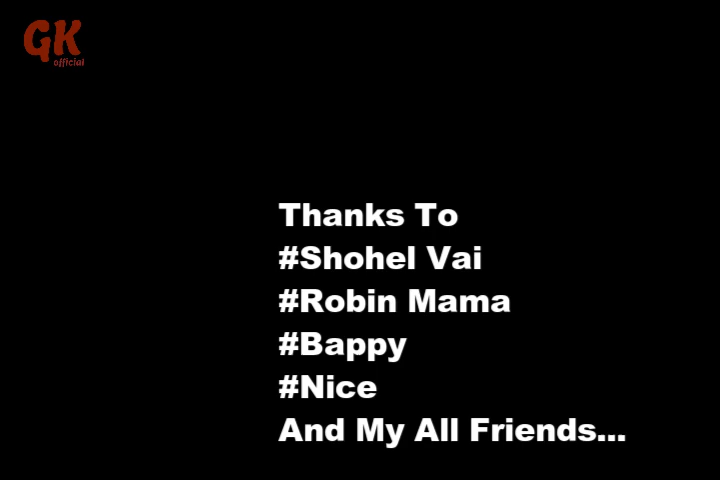 GK
official
Thanks To
#Shohel Vai
#Robin Mama
#Bappy
#Nice
And My All Friends...